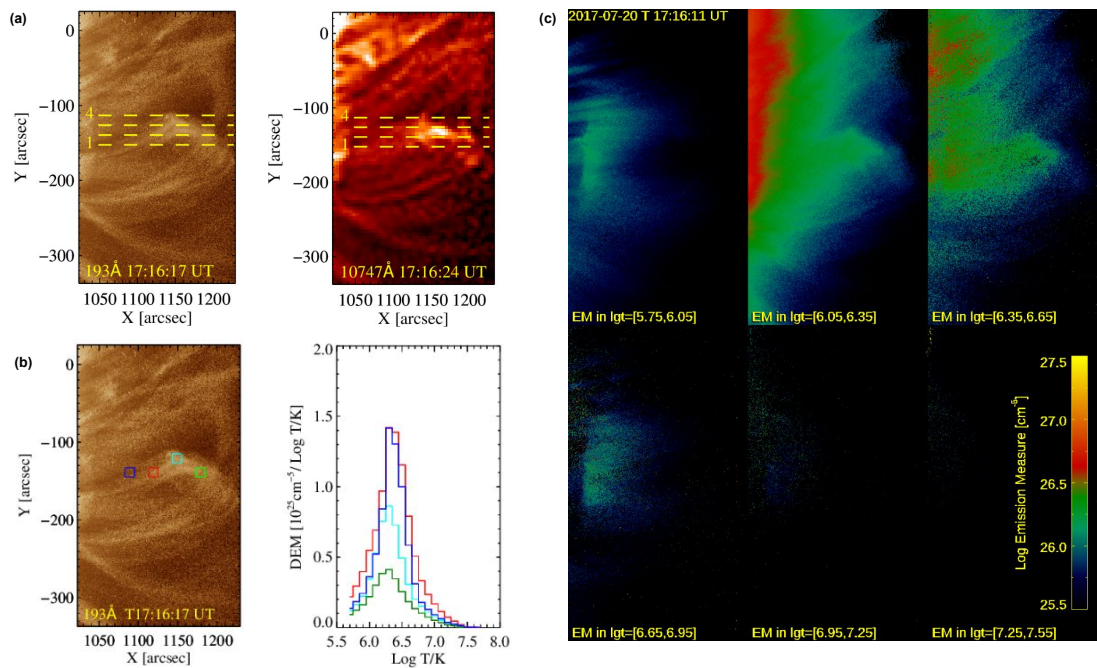 (a)
0
−100
−200
−300
Y [arcsec]
4
1
193Å 17:16:17 UT
1050 1100 1150 1200
X [arcsec]
0
−100
−200
−300
Y [arcsec]
4
1
10747Å 17:16:24 UT
1050 1100 1150 1200
X [arcsec]
(b)
0
−100
−200
−300
Y [arcsec]
193Å T17:16:17 UT
1050 1100 1150 1200
X [arcsec]
2.0
1.5
1.0
0.5
0.0
DEM [10²⁵cm⁻⁵/Log T/K]
5.5 6.0 6.5 7.0 7.5 8.0
Log T/K
(c)
2017-07-20 T 17:16:11 UT
EM in lgt=[5.75,6.05]
EM in lgt=[6.05,6.35]
EM in lgt=[6.35,6.65]
EM in lgt=[6.65,6.95]
EM in lgt=[6.95,7.25]
EM in lgt=[7.25,7.55]
Log Emission Measure [cm⁻⁵]
27.5
27.0
26.5
26.0
25.5